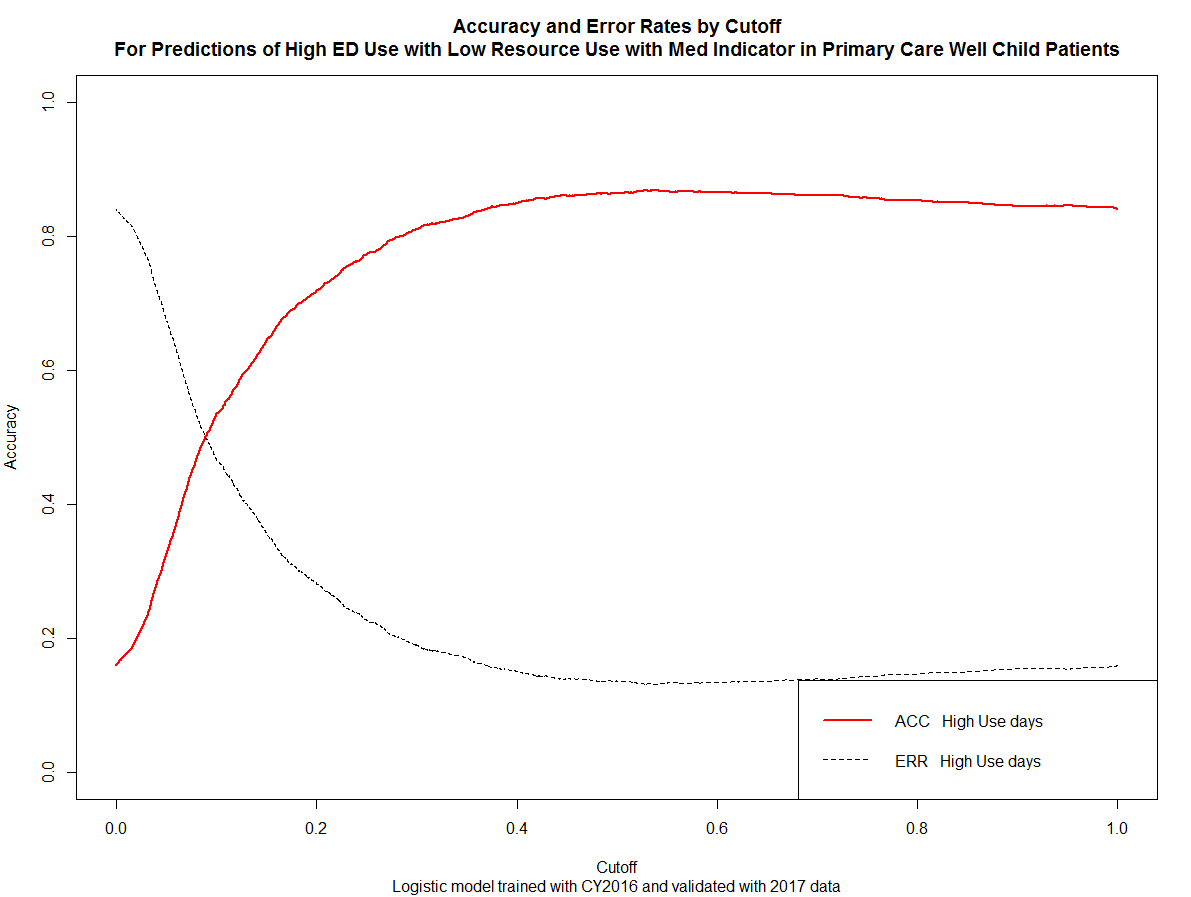 Accuracy and Error Rates by Cutoff
For Predictions of High ED Use with Low Resource Use with Med Indicator in Primary Care Well Child Patients
1.0
0.8
0.6
0.4
0.2
0.0
Accuracy
ACC High Use days
ERR High Use days
0.0 0.2 0.4 0.6 0.8 1.0
Cutoff
Logistic model trained with CY2016 and validated with 2017 data